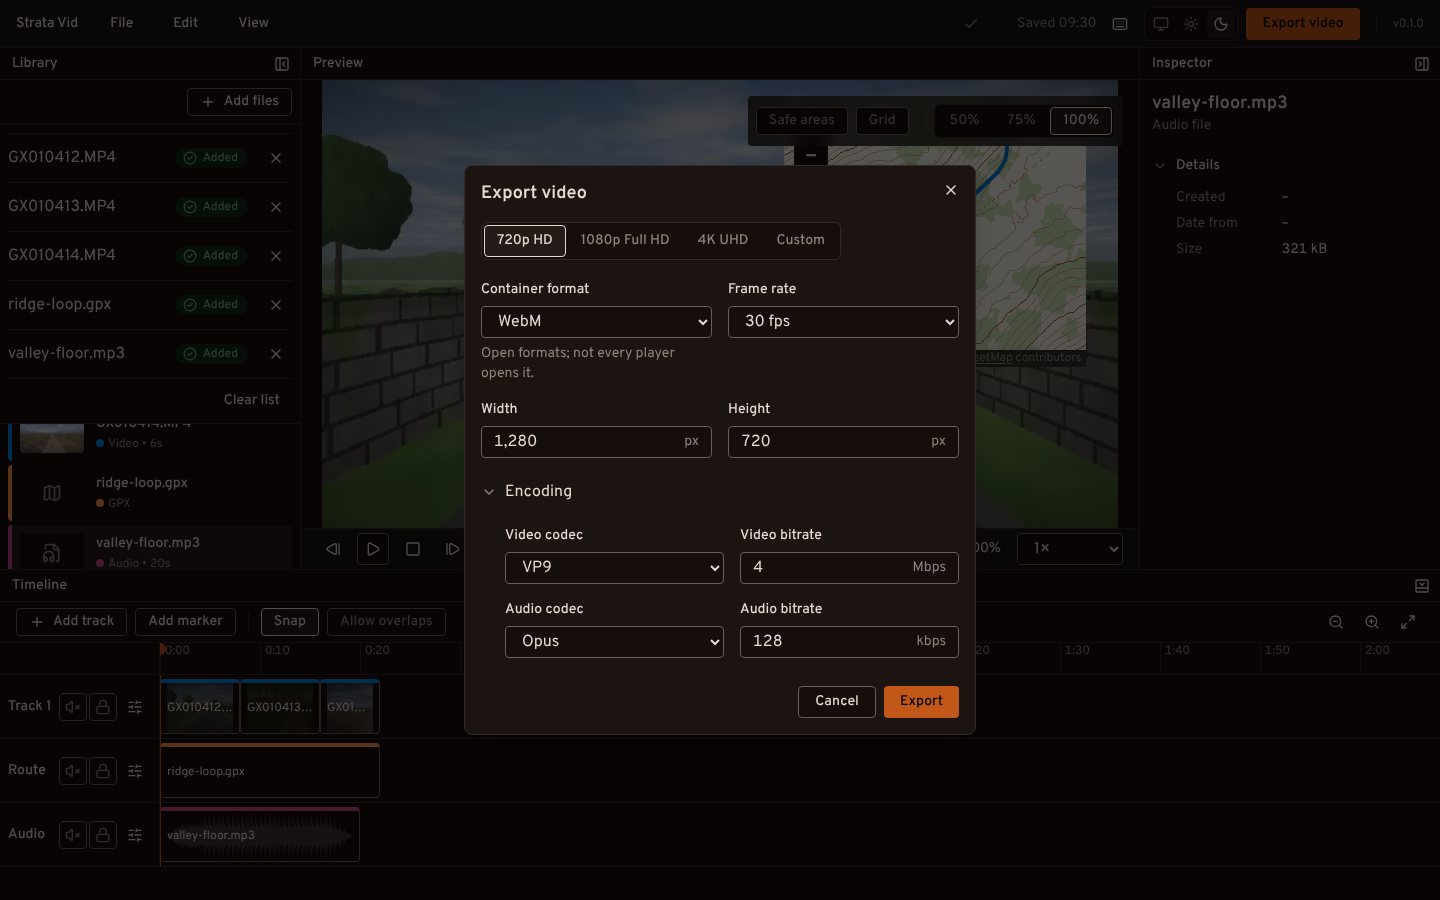 Strata Vid File Edit View Saved 09:30 Export video v0.1.0
Library
Preview
Inspector
Add files
GX010412.MP4 Added
GX010413.MP4 Added
GX010414.MP4 Added
ridge-loop.gpx Added
valley-floor.mp3 Added
Clear list
GX010414.MP4
Video • 6s
ridge-loop.gpx
GPX
valley-floor.mp3
Audio • 20s
Safe areas Grid 50% 75% 100%
contributors
1×
valley-floor.mp3
Audio file
Details
Created –
Date from –
Size 321 kB
Export video
720p HD 1080p Full HD 4K UHD Custom
Container format Frame rate
WebM 30 fps
Open formats; not every player
opens it.
Width Height
1,280 px 720 px
Encoding
Video codec Video bitrate
VP9 4 Mbps
Audio codec Audio bitrate
Opus 128 kbps
Cancel Export
Timeline
Add track Add marker Snap Allow overlaps
0:00 0:10 0:20 1:30 1:40 1:50 2:00
Track 1 GX010412... GX010413... GX01...
Route ridge-loop.gpx
Audio valley-floor.mp3